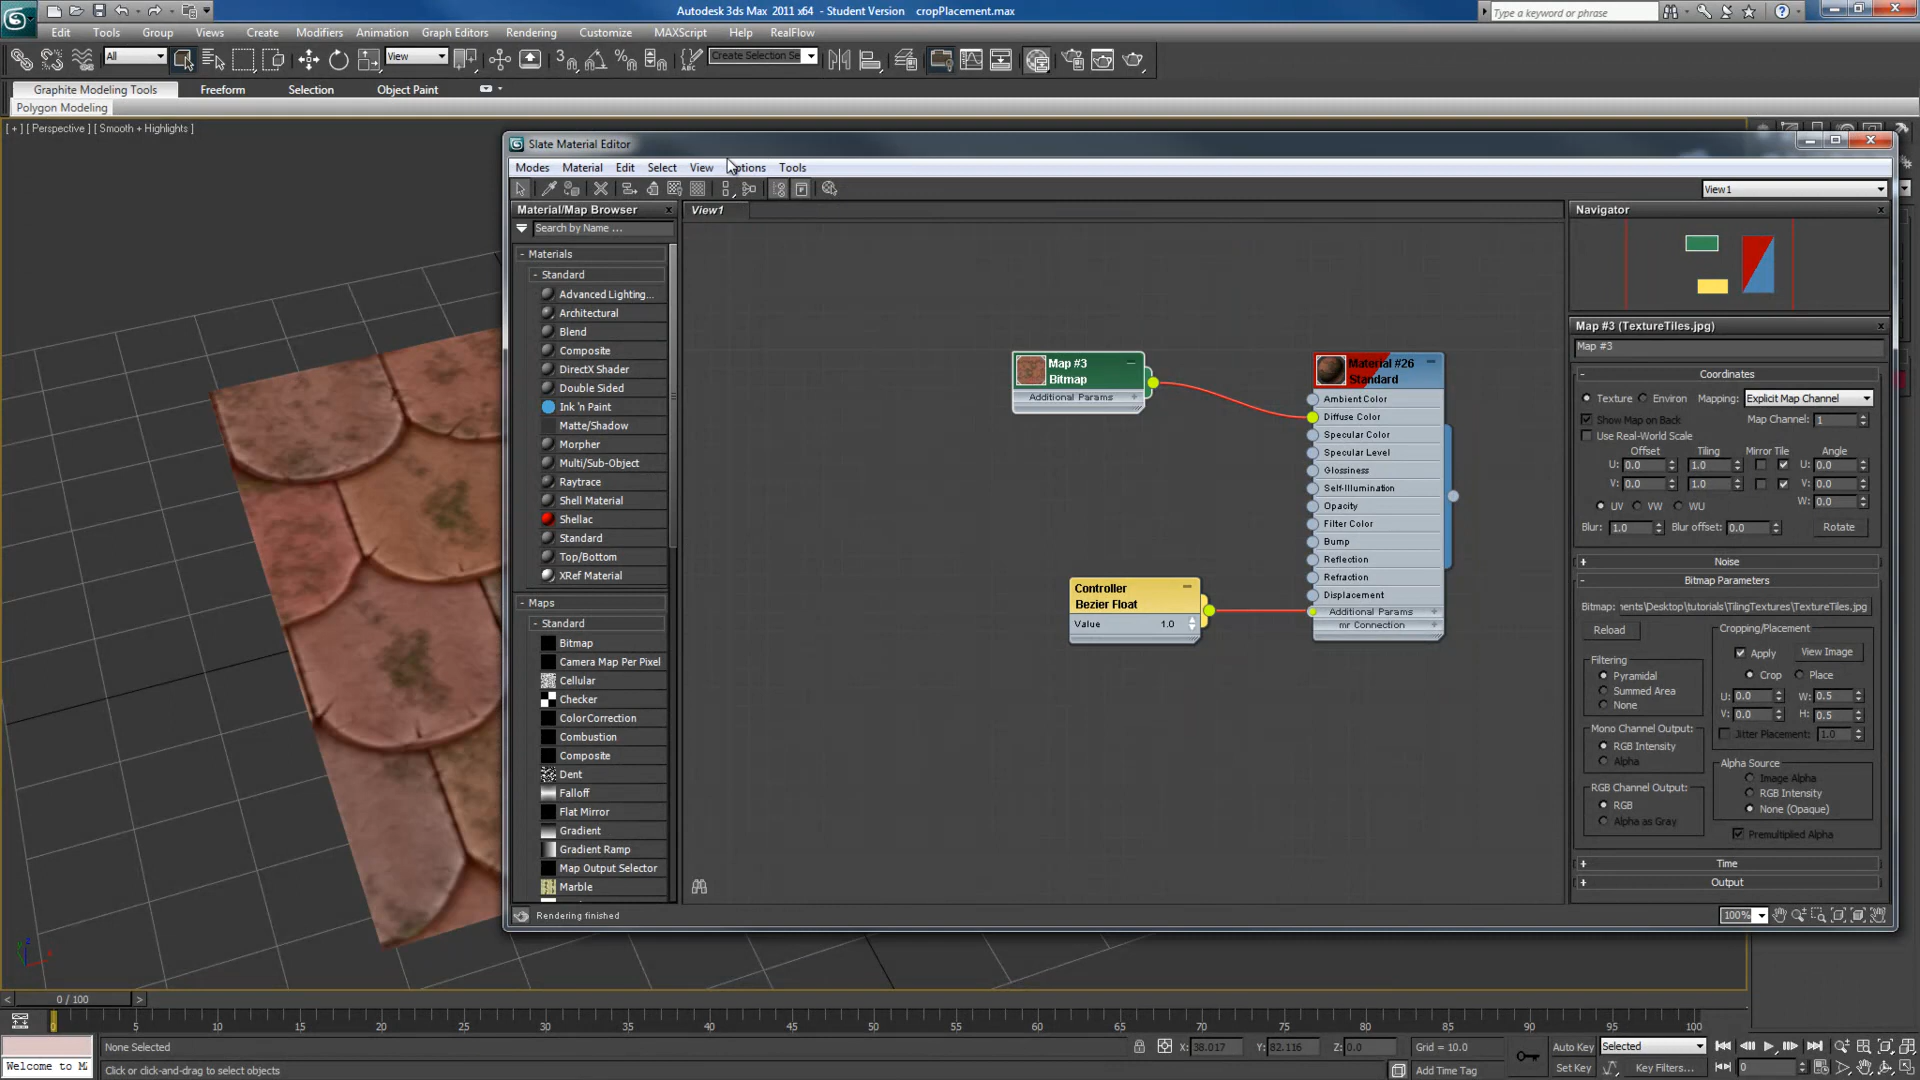 Autodesk 3ds Max 2011 x64 - Student Version cropPlacement.max
Type a keyword or phrase
Edit Tools Group Views Create Modifiers Animation Graph Editors Rendering Customize MAXScript Help RealFlow
All View Create Selection Se
Graphite Modeling Tools Freeform Selection Object Paint
Polygon Modeling
[ + ] [ Perspective ] [ Smooth + Highlights ]
Slate Material Editor
Modes Material Edit Select View Tools
View1
Material/Map Browser
View1
Navigator
Search by Name ...
- Materials
- Standard
Advanced Lighting...
Architectural
Blend
Composite
DirectX Shader
Double Sided
Ink 'n Paint
Matte/Shadow
Morpher
Multi/Sub-Object
Raytrace
Shell Material
Shellac
Standard
Top/Bottom
XRef Material
- Maps
- Standard
Bitmap
Camera Map Per Pixel
Cellular
Checker
ColorCorrection
Combustion
Composite
Dent
Falloff
Flat Mirror
Gradient
Gradient Ramp
Map Output Selector
Marble
Rendering finished
Map #3
Bitmap
Additional Params +
Controller
Bezier Float
Value 1.0
Material #26
Standard
Ambient Color
Diffuse Color
Specular Color
Specular Level
Glossiness
Self-Illumination
Opacity
Filter Color
Bump
Reflection
Refraction
Displacement
Additional Params +
mr Connection +
Map #3 (TextureTiles.jpg)
Map #3
- Coordinates
Texture Environ Mapping: Explicit Map Channel
Show Map on Back Map Channel: 1
Use Real-World Scale
Offset Tiling Mirror Tile Angle
U: 0.0 1.0 U: 0.0
V: 0.0 1.0 V: 0.0
W: 0.0
UV VW WU
Blur: 1.0 Blur offset: 0.0 Rotate
+ Noise
- Bitmap Parameters
Bitmap: nents\Desktop\tutorials\TilingTextures\TextureTiles.jpg
Reload
Cropping/Placement
Apply View Image
Crop Place
U: 0.0 W: 0.5
V: 0.0 H: 0.5
Jitter Placement: 1.0
Filtering
Pyramidal
Summed Area
None
Mono Channel Output:
RGB Intensity
Alpha
RGB Channel Output:
RGB
Alpha as Gray
Alpha Source
Image Alpha
RGB Intensity
None (Opaque)
Premultiplied Alpha
+ Time
+ Output
100%
< 0 / 100 >
5 10 15 20 25 30 35 40 45 50 55 60 65 70 75 80 85 90 95 100
None Selected X: 38.017 Y: 82.116 Z: 0.0 Grid = 10.0 Auto Key Selected
Welcome to M Click or click-and-drag to select objects Add Time Tag Set Key Key Filters... 0